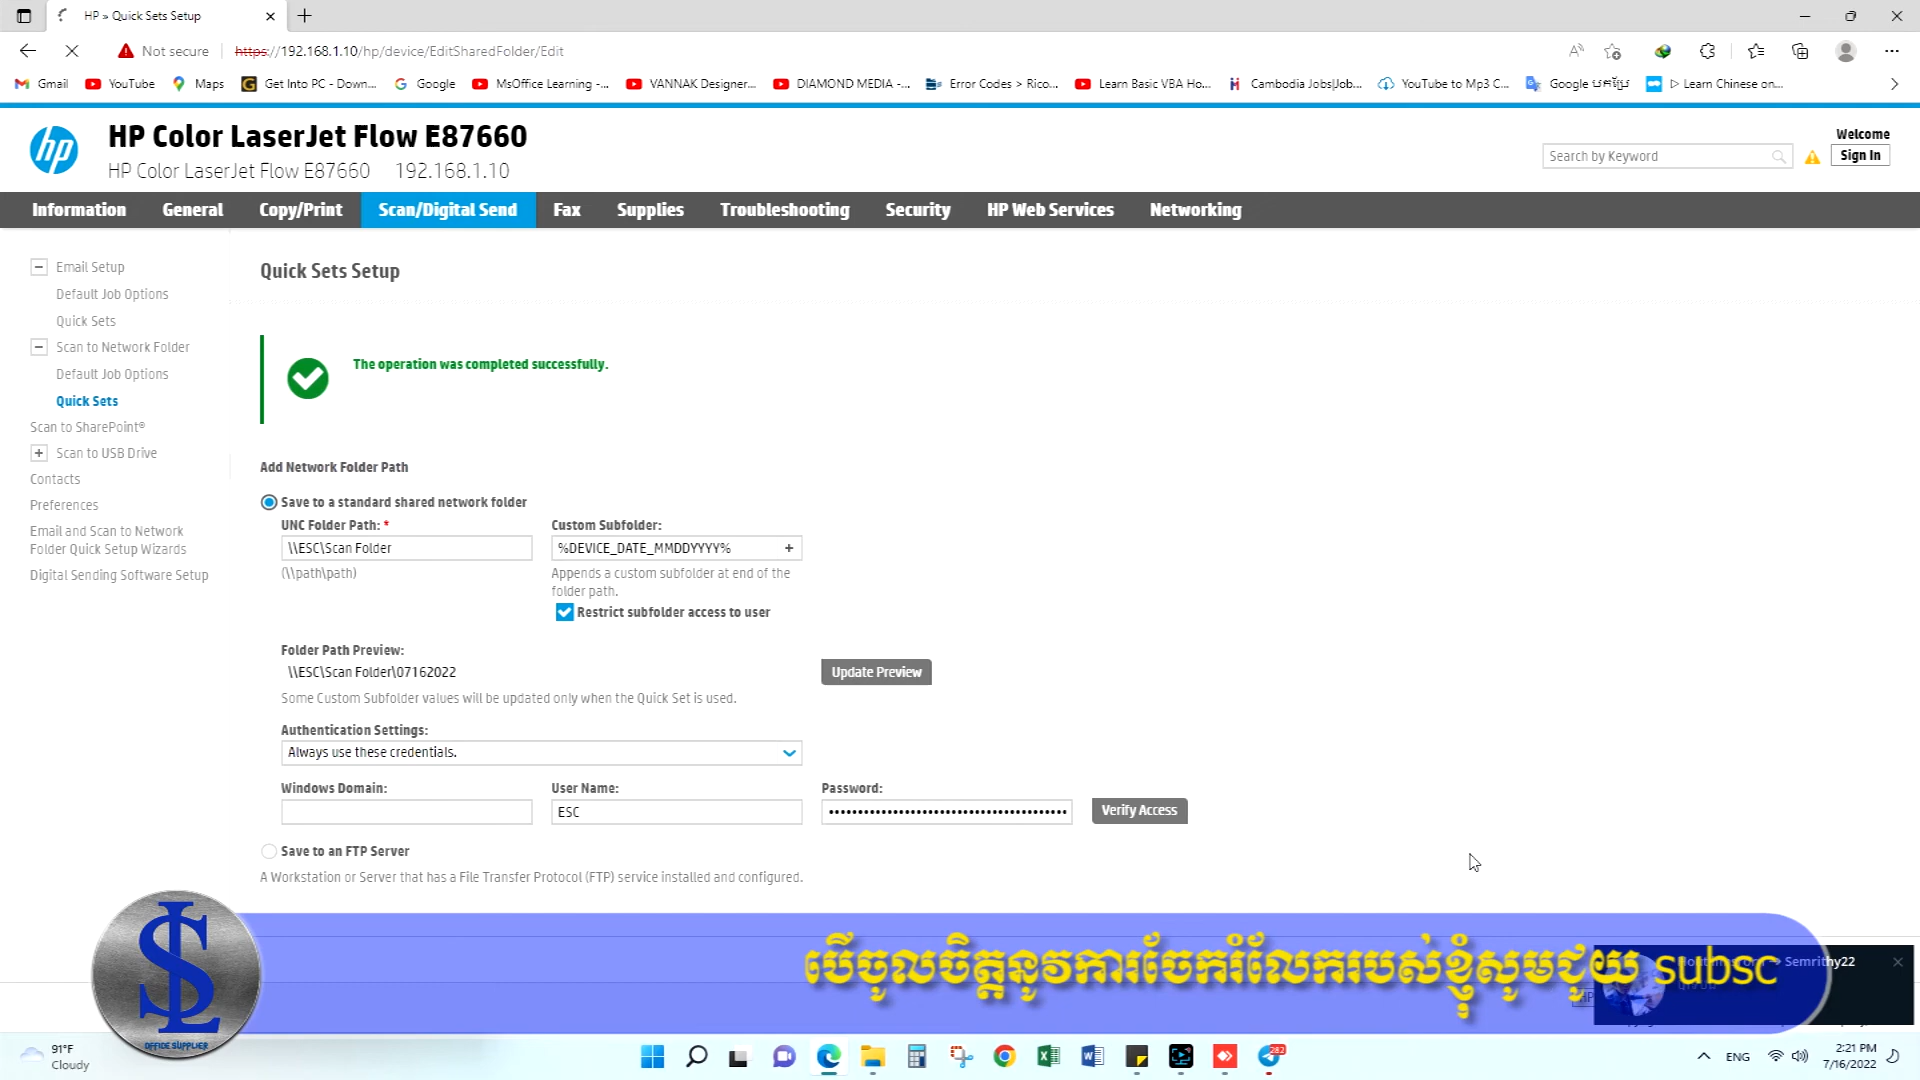 HP » Quick Sets Setup
Not secure
https://192.168.1.10/hp/device/EditSharedFolder/Edit
Gmail
YouTube
Maps
Get Into PC - Down...
Google
MsOffice Learning -...
VANNAK Designer...
DIAMOND MEDIA -...
Error Codes > Rico...
Learn Basic VBA Ho...
Cambodia Jobs|Job...
YouTube to Mp3 C...
Google បកប្រែ
▷ Learn Chinese on...
hp
HP Color LaserJet Flow E87660
HP Color LaserJet Flow E87660 192.168.1.10
Search by Keyword
Welcome
Sign In
Information
General
Copy/Print
Scan/Digital Send
Fax
Supplies
Troubleshooting
Security
HP Web Services
Networking
Email Setup
Default Job Options
Quick Sets
Scan to Network Folder
Default Job Options
Quick Sets
Scan to SharePoint®
Scan to USB Drive
Contacts
Preferences
Email and Scan to Network
Folder Quick Setup Wizards
Digital Sending Software Setup
Quick Sets Setup
The operation was completed successfully.
Add Network Folder Path
Save to a standard shared network folder
UNC Folder Path: *
Custom Subfolder:
\\ESC\Scan Folder
%DEVICE_DATE_MMDDYYYY%
(\\path\path)
Appends a custom subfolder at end of the
folder path.
Restrict subfolder access to user
Folder Path Preview:
\\ESC\Scan Folder\07162022
Update Preview
Some Custom Subfolder values will be updated only when the Quick Set is used.
Authentication Settings:
Always use these credentials.
Windows Domain:
User Name:
Password:
ESC
Verify Access
Save to an FTP Server
A Workstation or Server that has a File Transfer Protocol (FTP) service installed and configured.
OFFICE SUPPLIER
បើចូលចិត្តនូវការចែករំលែករបស់ខ្ញុំសូមជួយ subsc
Semrithy22
91°F
Cloudy
282
ENG
2:21 PM
7/16/2022